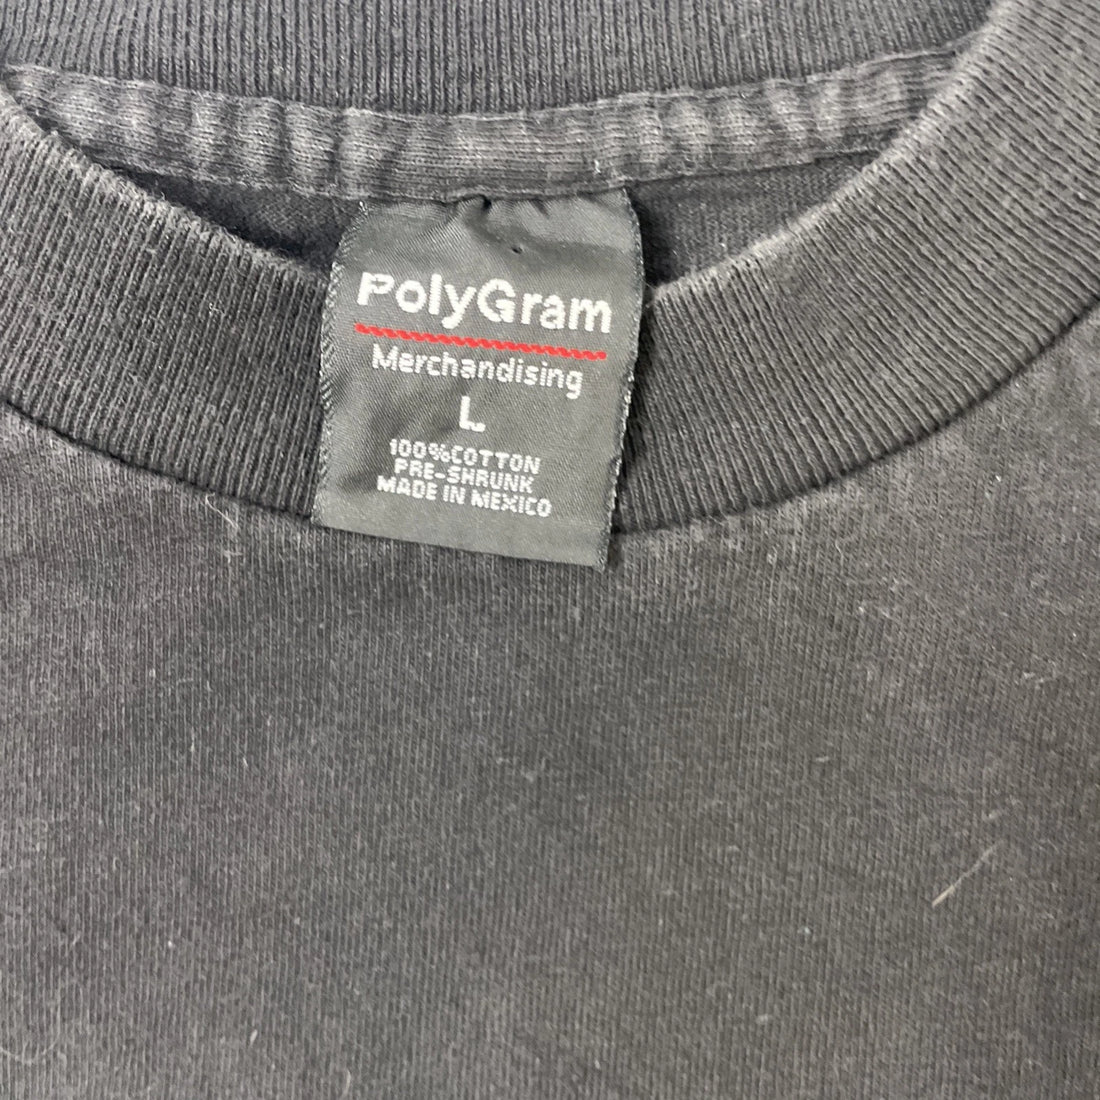 PolyGram
Merchandising
L
100%COTTON
PRE-SHRUNK
MADE IN MEXICO